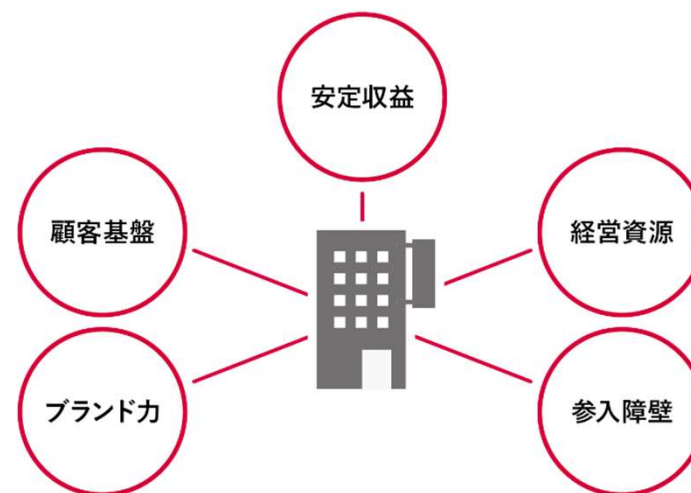 安定収益
顧客基盤
経営資源
ブランド力
参入障壁